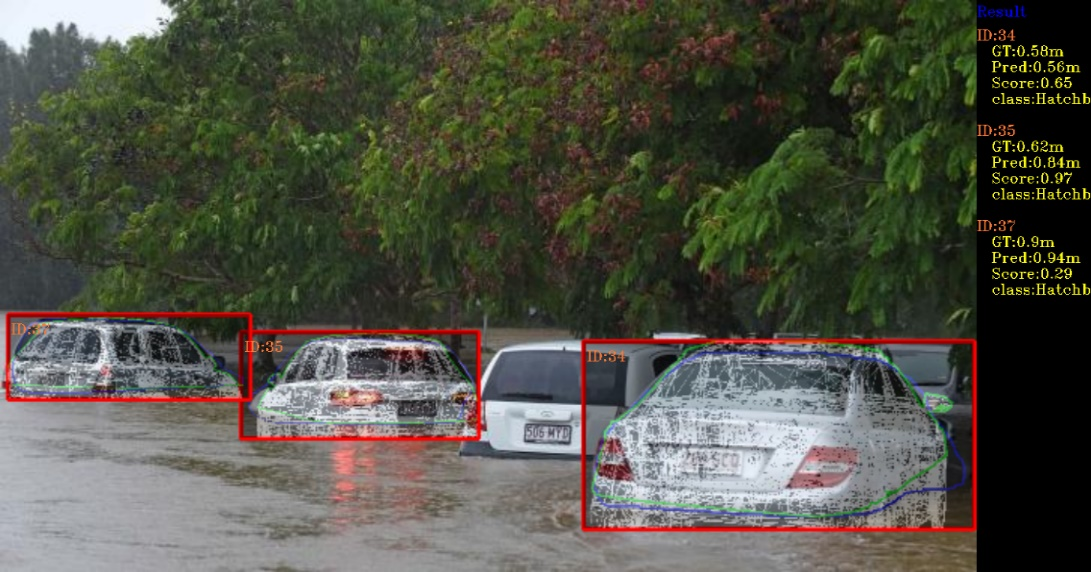 Result
ID:34
GT:0.58m
Pred:0.56m
Score:0.65
class:Hatchb
ID:35
GT:0.62m
Pred:0.84m
Score:0.97
class:Hatchb
ID:37
GT:0.9m
Pred:0.94m
Score:0.29
class:Hatchb
ID:37
ID:35
ID:34